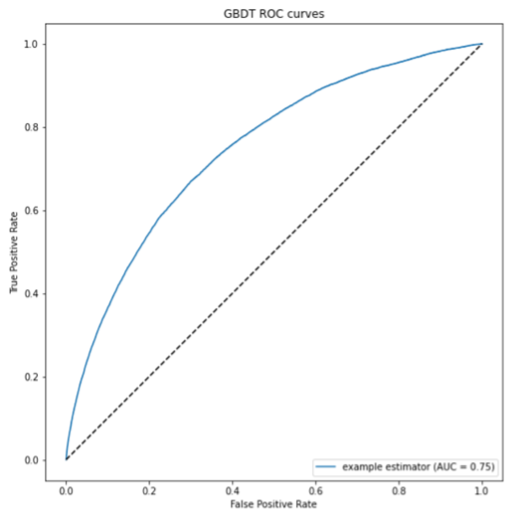 GBDT ROC curves
True Positive Rate
1.0
0.8
0.6
0.4
0.2
0.0
0.0 0.2 0.4 0.6 0.8 1.0
False Positive Rate
example estimator (AUC = 0.75)